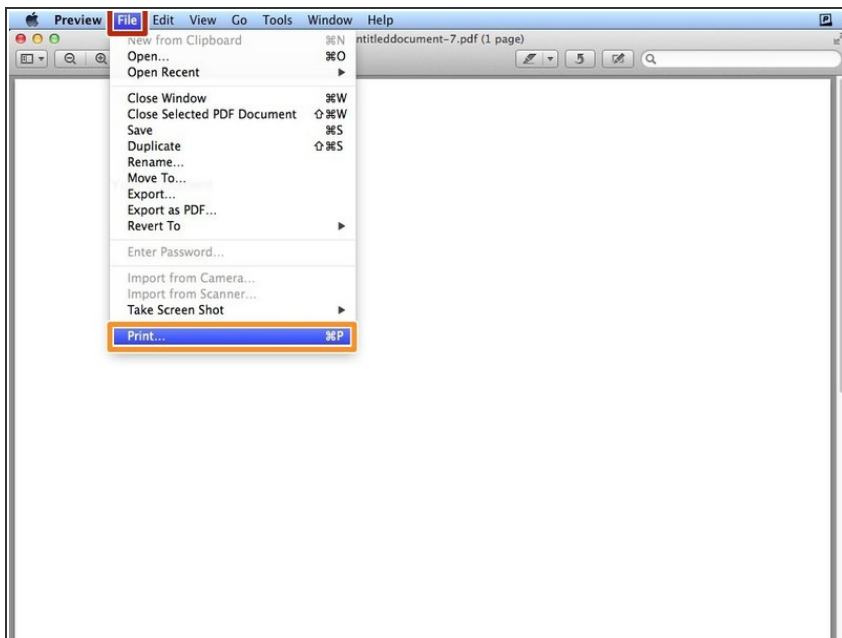 Preview File Edit View Go Tools Window Help
ntitleddocument-7.pdf (1 page)
New from Clipboard ⌘N
Open... ⌘O
Open Recent ▶
Close Window ⌘W
Close Selected PDF Document ⇧⌘W
Save ⌘S
Duplicate ⇧⌘S
Rename...
Move To...
Export...
Export as PDF...
Revert To ▶
Enter Password...
Import from Camera...
Import from Scanner...
Take Screen Shot ▶
Print... ⌘P